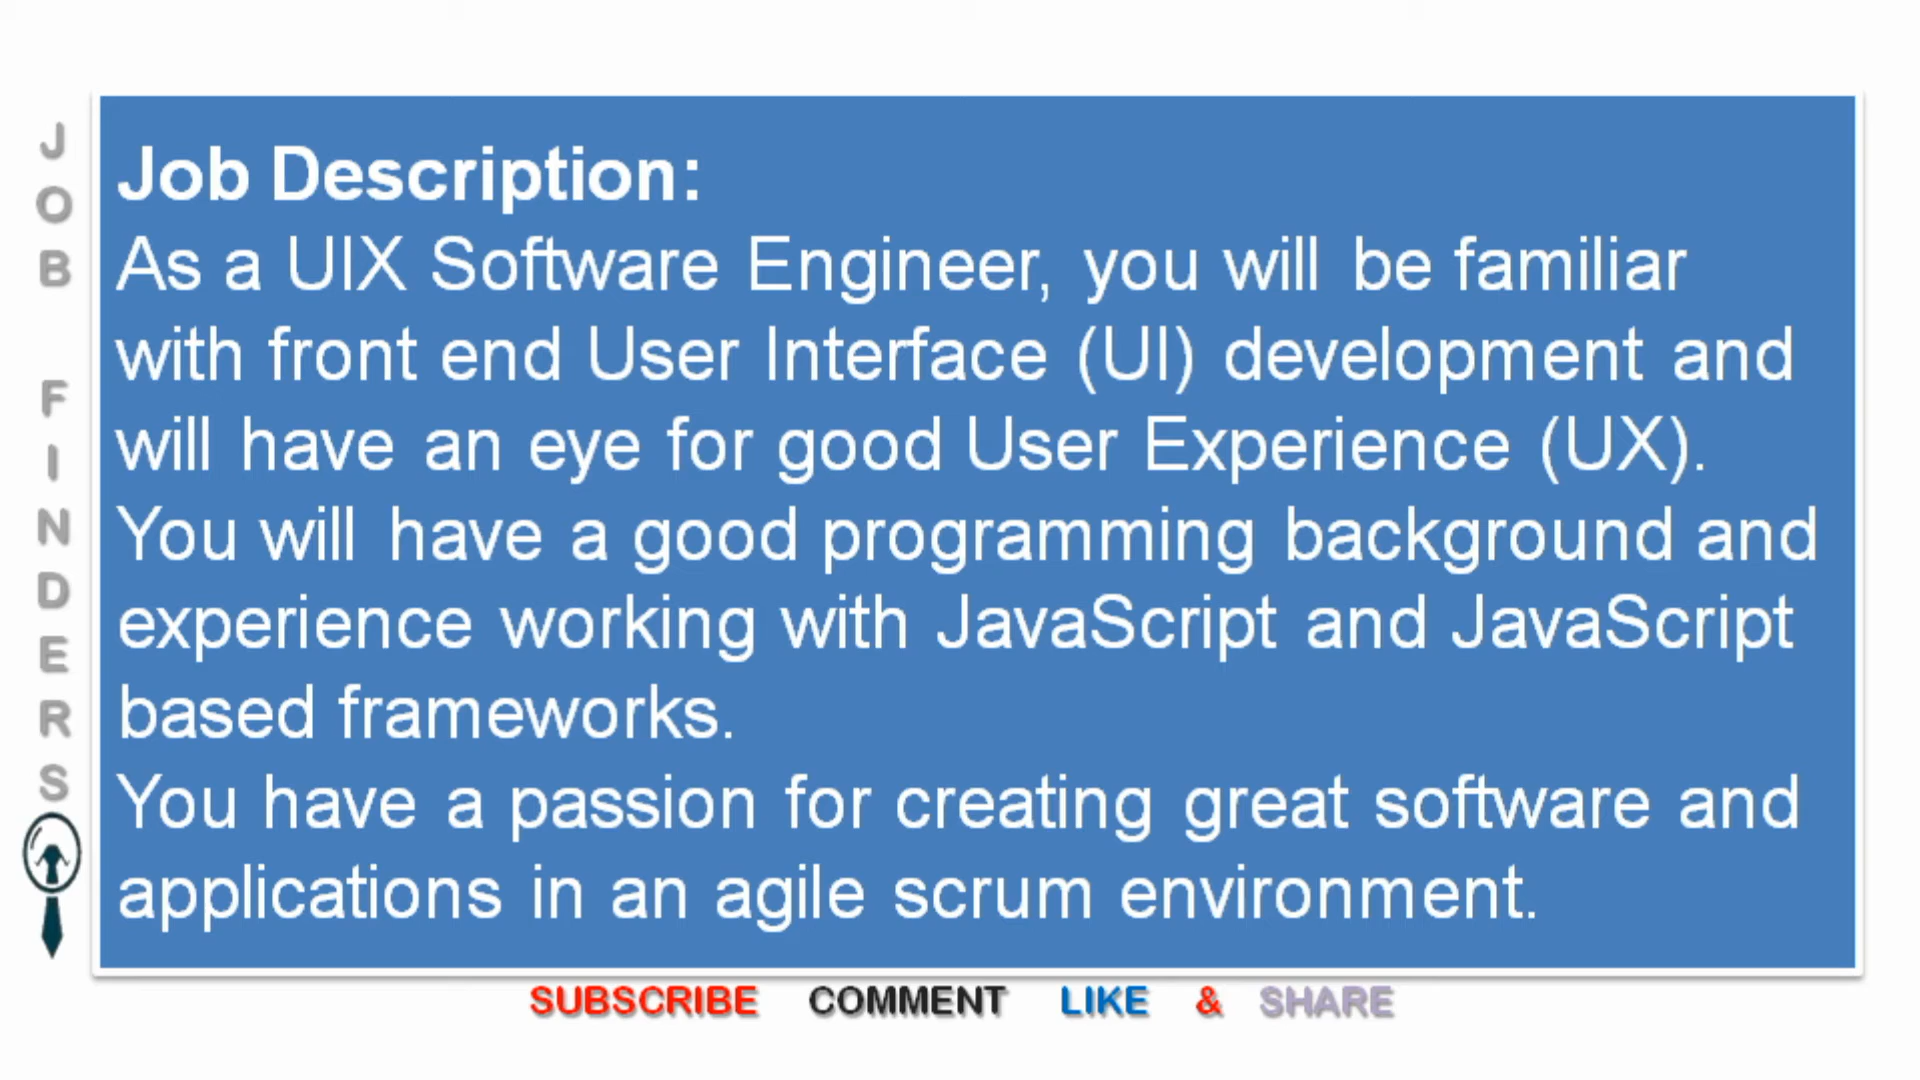 JOB FINDERS
Job Description:
As a UIX Software Engineer, you will be familiar
with front end User Interface (UI) development and
will have an eye for good User Experience (UX).
You will have a good programming background and
experience working with JavaScript and JavaScript
based frameworks.
You have a passion for creating great software and
applications in an agile scrum environment.
SUBSCRIBE COMMENT LIKE & SHARE